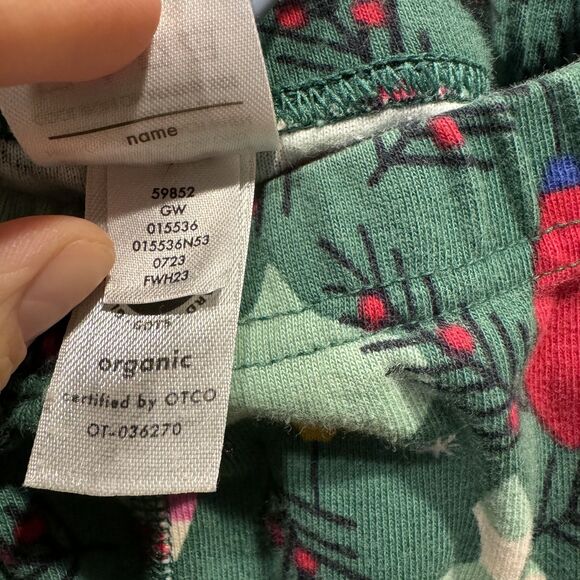 name
59852
GW
015536
015536N53
0723
FWH23
GOTS
organic
certified by OTCO
OT-036270